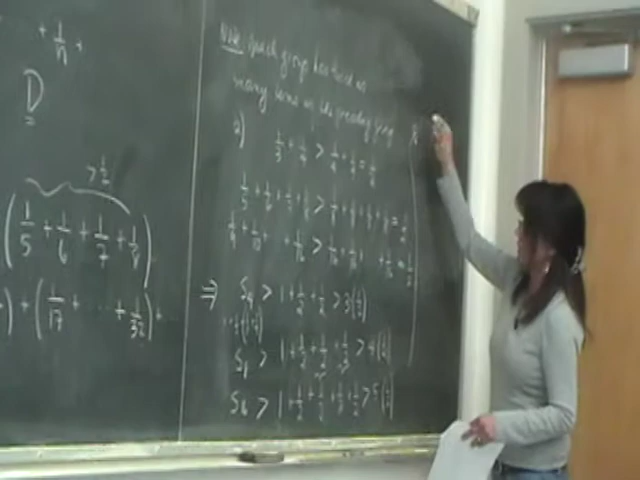 + 1/n +
D
> 1/2
(1/5 + 1/6 + 1/7 + 1/8)
) + (1/17 + ... + 1/32) +
Note: each group has twice as
many terms as the preceding group
a)
1/3 + 1/4 > 1/4 + 1/4 = 1/2
1/5 + 1/6 + 1/7 + 1/8 > 1/8 + 1/8 + 1/8 + 1/8 = 1/2
1/9 + 1/10 + 1/16 > 1/16 + 1/16 + 1/16 = 1/2
⇒ S4 > 1 + 1/2 + 1/2 > 3(1/2)
> 1 + 1/2 + 1/2 + 1/2 > 4(1/2)
> 1 + 1/2 + 1/2 + 1/2 + 1/2 > 5(1/2)